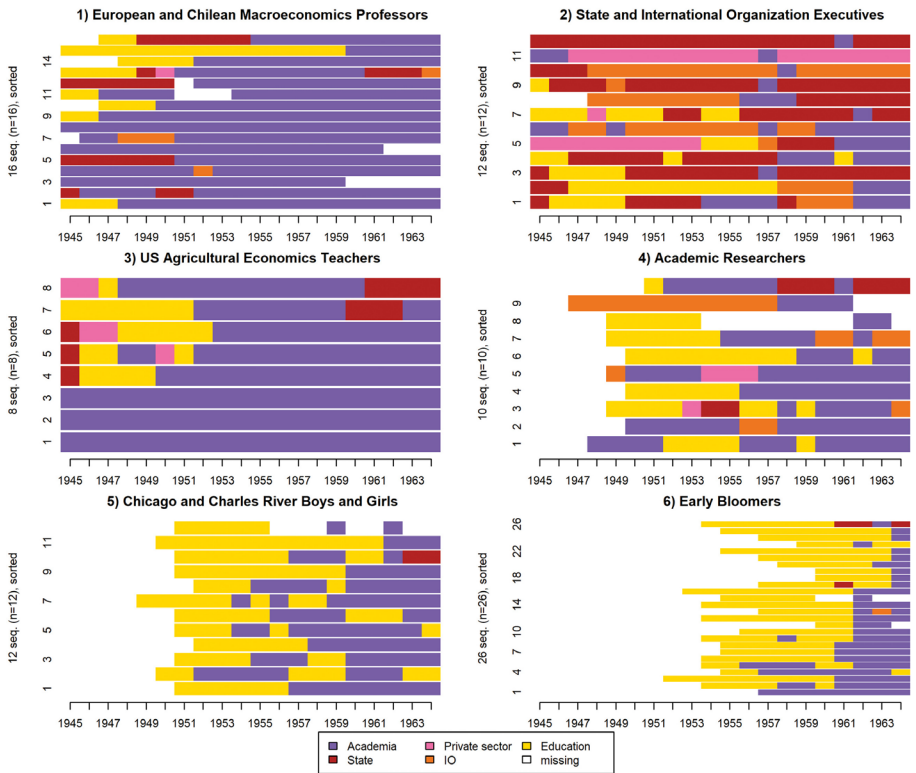 1) European and Chilean Macroeconomics Professors
16 seq. (n=16), sorted
1 3 5 7 9 11 14
1945 1947 1949 1951 1953 1955 1957 1959 1961 1963
2) State and International Organization Executives
12 seq. (n=12), sorted
1 3 5 7 9 11
1945 1947 1949 1951 1953 1955 1957 1959 1961 1963
3) US Agricultural Economics Teachers
8 seq. (n=8), sorted
1 2 3 4 5 6 7 8
1945 1947 1949 1951 1953 1955 1957 1959 1961 1963
4) Academic Researchers
10 seq. (n=10), sorted
1 2 3 4 5 6 7 8 9
1945 1947 1949 1951 1953 1955 1957 1959 1961 1963
5) Chicago and Charles River Boys and Girls
12 seq. (n=12), sorted
1 3 5 7 9 11
1945 1947 1949 1951 1953 1955 1957 1959 1961 1963
6) Early Bloomers
26 seq. (n=26), sorted
1 4 7 10 14 18 22 26
1945 1947 1949 1951 1953 1955 1957 1959 1961 1963
Academia Private sector Education
State IO missing